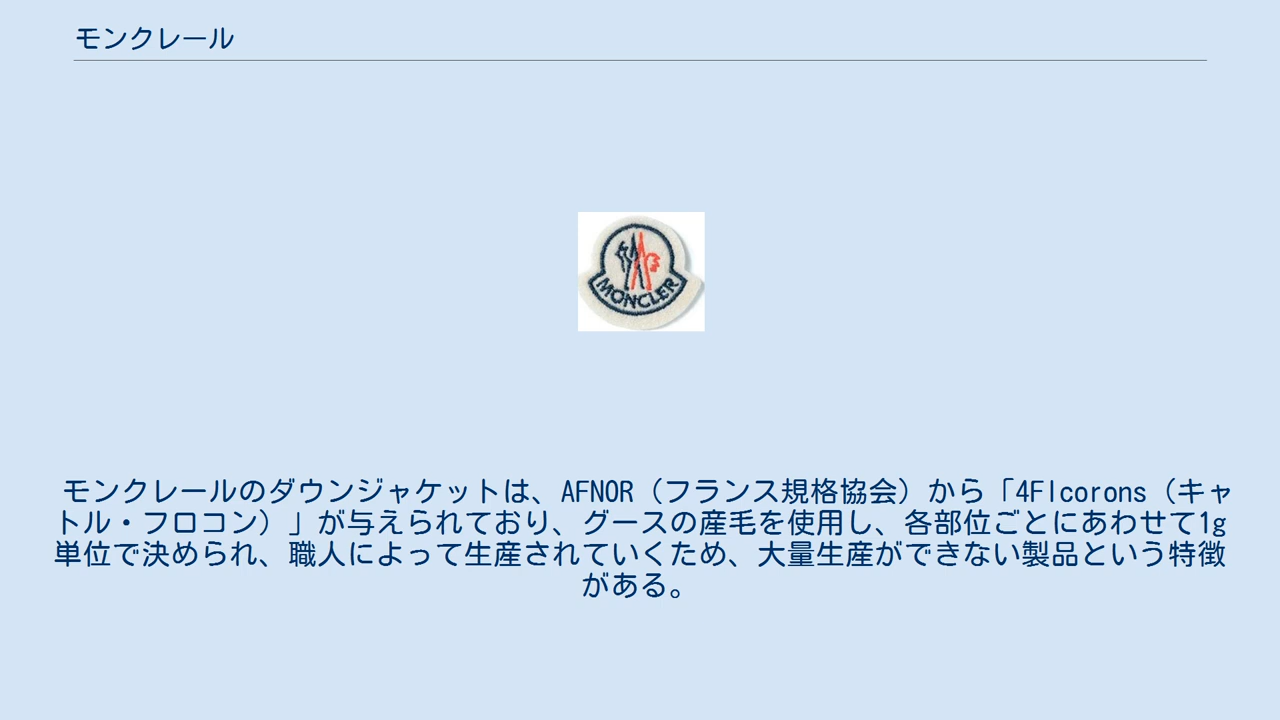 モンクレール
MONCLER
モンクレールのダウンジャケットは、AFNOR（フランス規格協会）から「4Flcorons（キャ
トル・フロコン）」が与えられており、グースの産毛を使用し、各部位ごとにあわせて1g
単位で決められ、職人によって生産されていくため、大量生産ができない製品という特徴
がある。